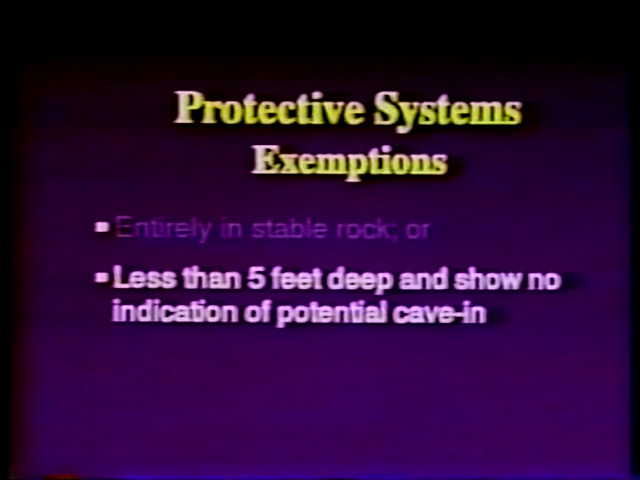 Protective Systems
Exemptions
Entirely in stable rock; or
Less than 5 feet deep and show no
indication of potential cave-in